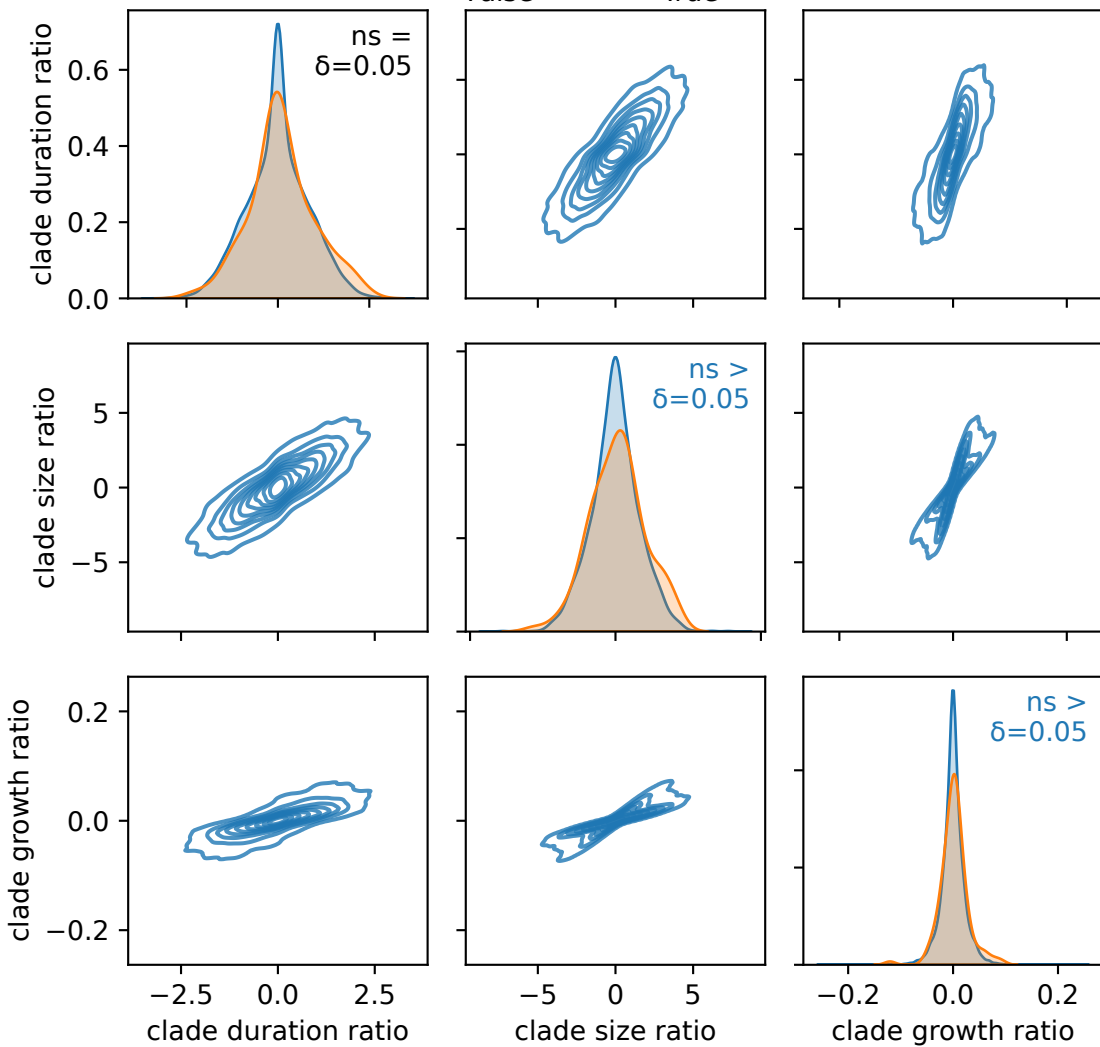 clade duration ratio
0.6
0.4
0.2
0.0
ns =
δ=0.05
clade size ratio
5
0
−5
ns >
δ=0.05
clade growth ratio
0.2
0.0
−0.2
ns >
δ=0.05
−2.5 0.0 2.5
−5 0 5
−0.2 0.0 0.2
clade duration ratio
clade size ratio
clade growth ratio